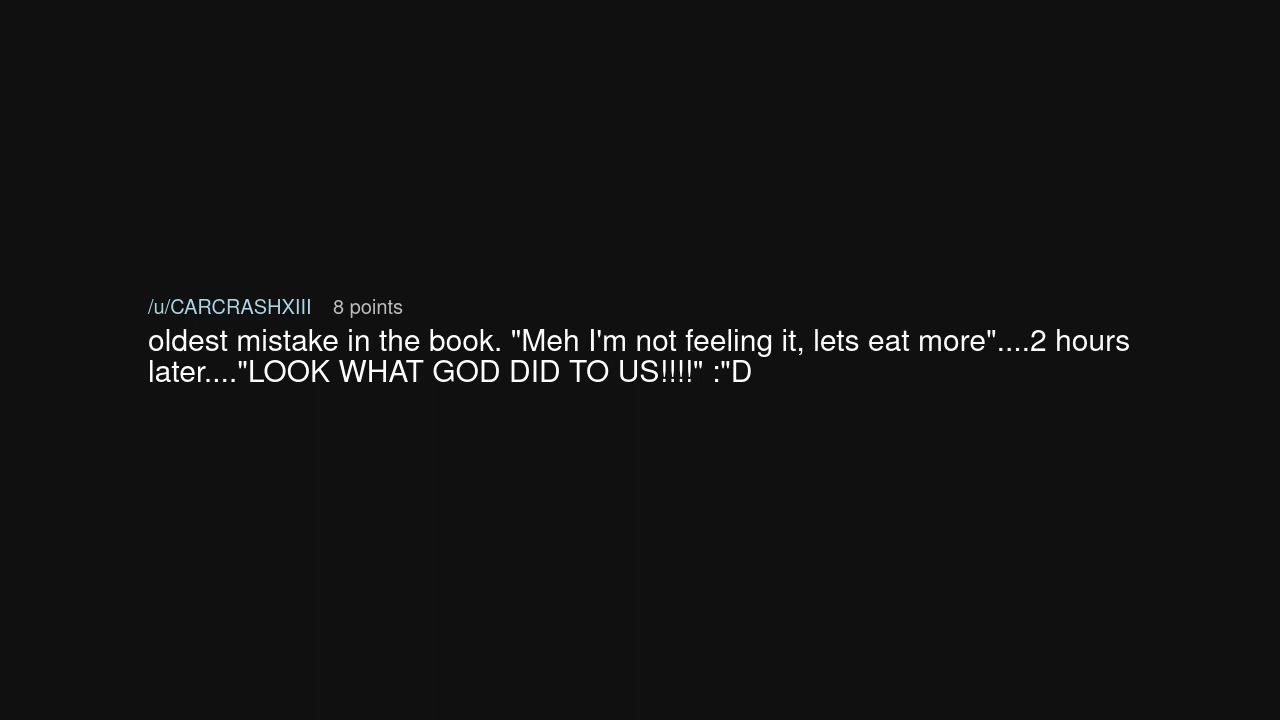 /u/CARCRASHXIII 8 points
oldest mistake in the book. "Meh I'm not feeling it, lets eat more"....2 hours
later...."LOOK WHAT GOD DID TO US!!!!" :"D